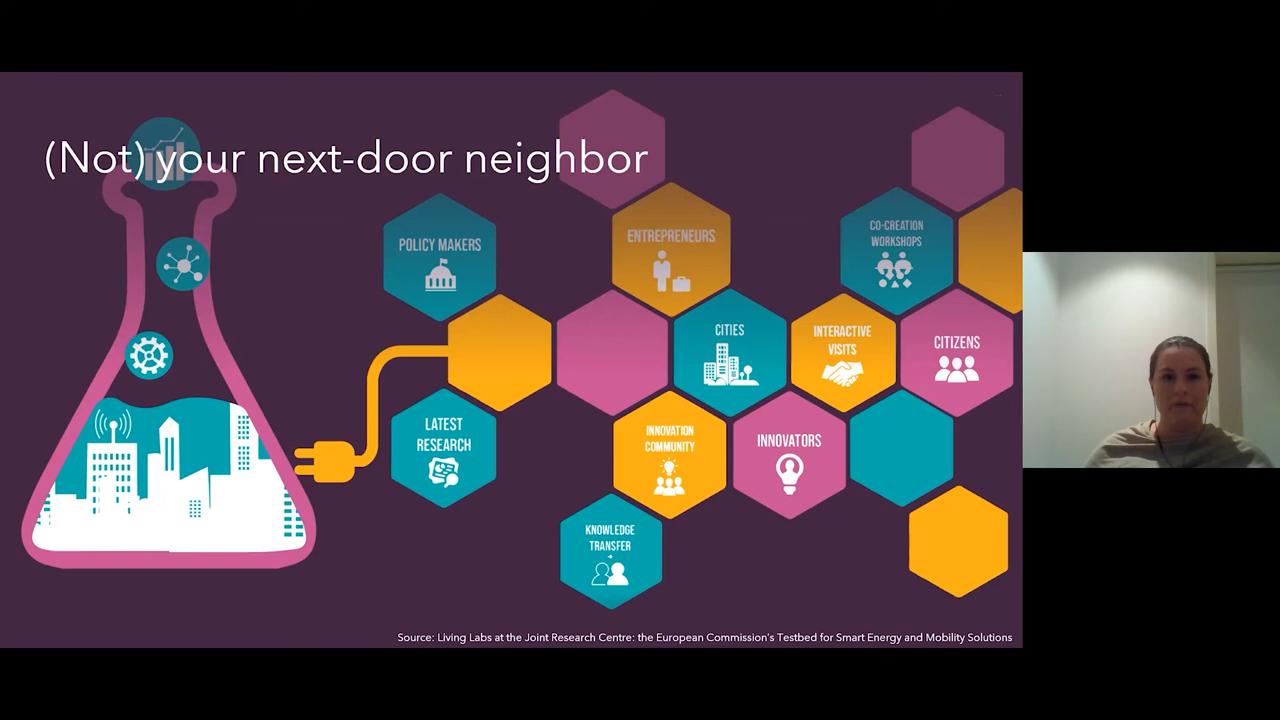 (Not) your next-door neighbor
POLICY MAKERS
ENTREPRENEURS
CO-CREATION
WORKSHOPS
CITIES
INTERACTIVE
VISITS
CITIZENS
LATEST
RESEARCH
INNOVATION
COMMUNITY
INNOVATORS
KNOWLEDGE
TRANSFER
Source: Living Labs at the Joint Research Centre: the European Commission's Testbed for Smart Energy and Mobility Solutions